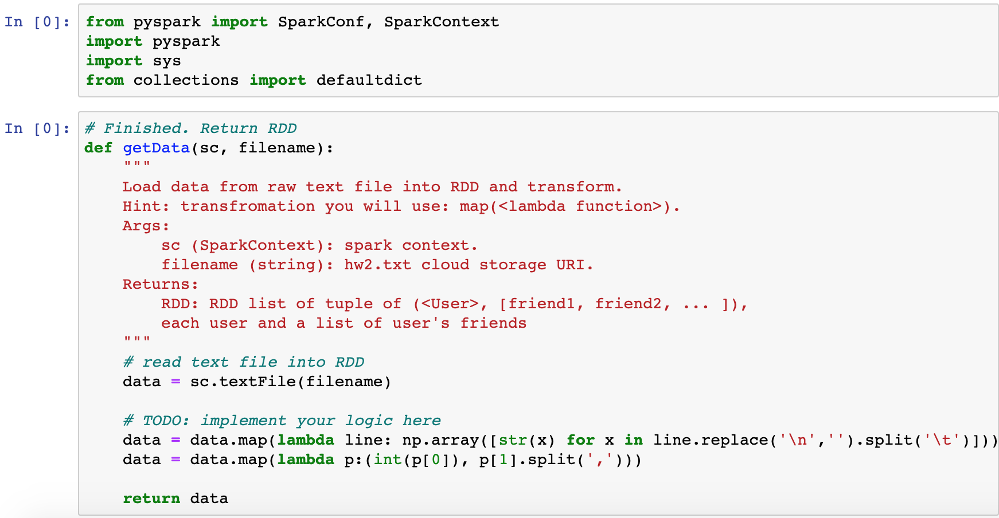 In [0]: from pyspark import SparkConf, SparkContext
import pyspark
import sys
from collections import defaultdict
In [0]: # Finished. Return RDD
def getData(sc, filename):
    """
    Load data from raw text file into RDD and transform.
    Hint: transfromation you will use: map(<lambda function>).
    Args:
        sc (SparkContext): spark context.
        filename (string): hw2.txt cloud storage URI.
    Returns:
        RDD: RDD list of tuple of (<User>, [friend1, friend2, ... ]),
        each user and a list of user's friends
    """
    # read text file into RDD
    data = sc.textFile(filename)
    # TODO: implement your logic here
    data = data.map(lambda line: np.array([str(x) for x in line.replace('\n','').split('\t')]))
    data = data.map(lambda p:(int(p[0]), p[1].split(',')))
    return data